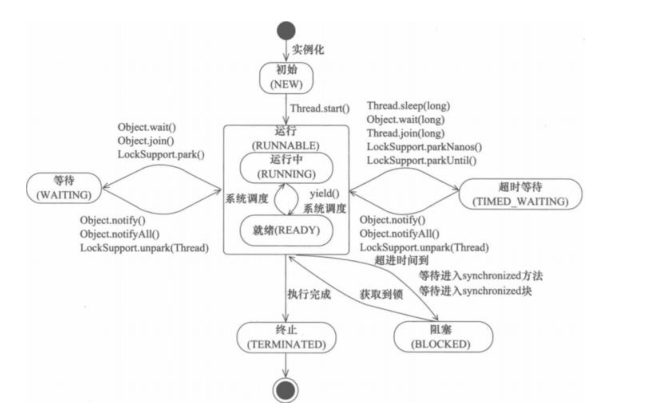 实例化
初始
(NEW)
Thread.start()
Object.wait()
Object.join()
LockSupport.park()
Thread.sleep(long)
Object.wait(long)
Thread.join(long)
LockSupport.parkNanos()
LockSupport.parkUntil()
运行
(RUNNABLE)
运行中
(RUNNING)
等待
(WAITING)
超时等待
(TIMED_WAITING)
系统调度
yield()
系统调度
就绪(READY)
Object.notify()
Object.notifyAll()
LockSupport.unpark(Thread)
Object.notify()
Object.notifyAll()
LockSupport.unpark(Thread)
超进时间到
等待进入synchronized方法
等待进入synchronized块
执行完成
获取到锁
终止
(TERMINATED)
阻塞
(BLOCKED)